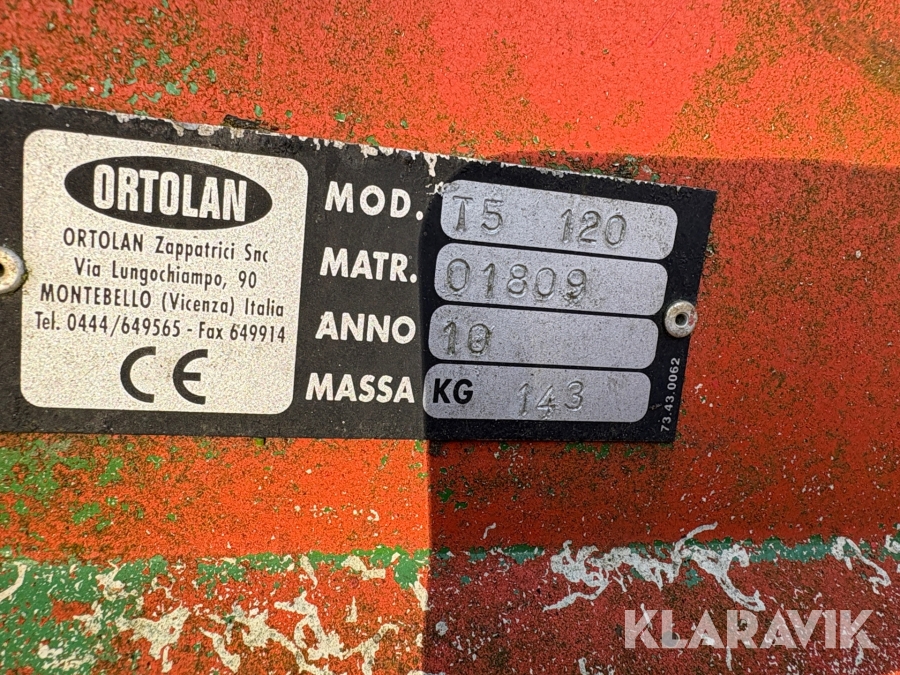 ORTOLAN
ORTOLAN Zappatrici Snc
Via Lungochiampo, 90
MONTEBELLO (Vicenza) Italia
Tel. 0444/649565 - Fax 649914
CE
MOD. T5 120
MATR. 01809
ANNO 10
MASSA KG 143
73.43.0062
KLARAVIK